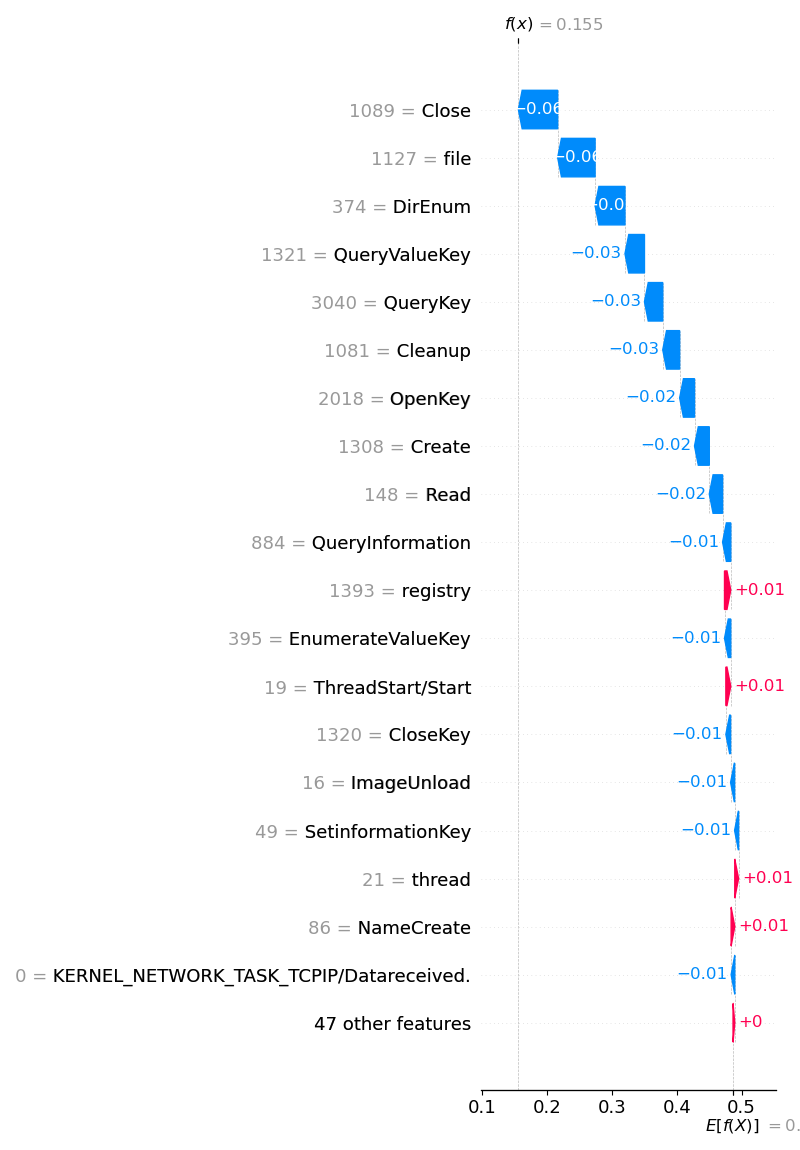 f(x) = 0.155
1089 = Close −0.06
1127 = file −0.06
374 = DirEnum −0.0
1321 = QueryValueKey −0.03
3040 = QueryKey −0.03
1081 = Cleanup −0.03
2018 = OpenKey −0.02
1308 = Create −0.02
148 = Read −0.02
884 = QueryInformation −0.01
1393 = registry +0.01
395 = EnumerateValueKey −0.01
19 = ThreadStart/Start +0.01
1320 = CloseKey −0.01
16 = ImageUnload −0.01
49 = SetinformationKey −0.01
21 = thread +0.01
86 = NameCreate +0.01
0 = KERNEL_NETWORK_TASK_TCPIP/Datareceived. −0.01
47 other features +0
0.1 0.2 0.3 0.4 0.5
E[f(X)] = 0.